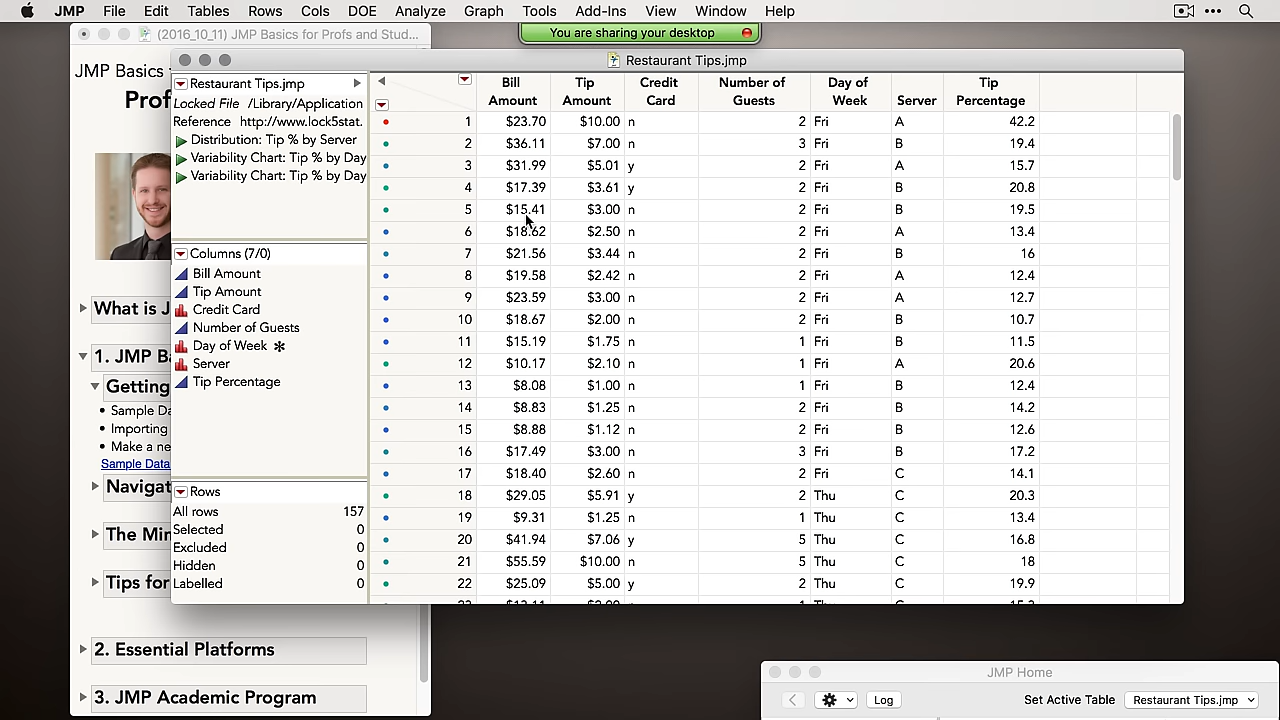 JMP File Edit Tables Rows Cols DOE Analyze Graph Tools Add-Ins View Window Help
You are sharing your desktop
(2016_10_11) JMP Basics for Profs and Stud...
Restaurant Tips.jmp
JMP Basics
Prof
What is J
1. JMP B
Getting
• Sample Da
• Importing
• Make a ne
Sample Data
Navigat
The Min
Tips for
2. Essential Platforms
3. JMP Academic Program
Restaurant Tips.jmp
Locked File /Library/Application
Reference http://www.lock5stat.
Distribution: Tip % by Server
Variability Chart: Tip % by Day
Variability Chart: Tip % by Day
Columns (7/0)
Bill Amount
Tip Amount
Credit Card
Number of Guests
Day of Week ✻
Server
Tip Percentage
Rows
All rows 157
Selected 0
Excluded 0
Hidden 0
Labelled 0
Bill Tip Credit Number of Day of Tip
Amount Amount Card Guests Week Server Percentage
1 $23.70 $10.00 n 2 Fri A 42.2
2 $36.11 $7.00 n 3 Fri B 19.4
3 $31.99 $5.01 y 2 Fri A 15.7
4 $17.39 $3.61 y 2 Fri B 20.8
5 $15.41 $3.00 n 2 Fri B 19.5
6 $18.62 $2.50 n 2 Fri A 13.4
7 $21.56 $3.44 n 2 Fri B 16
8 $19.58 $2.42 n 2 Fri A 12.4
9 $23.59 $3.00 n 2 Fri A 12.7
10 $18.67 $2.00 n 2 Fri B 10.7
11 $15.19 $1.75 n 1 Fri B 11.5
12 $10.17 $2.10 n 1 Fri A 20.6
13 $8.08 $1.00 n 1 Fri B 12.4
14 $8.83 $1.25 n 2 Fri B 14.2
15 $8.88 $1.12 n 2 Fri B 12.6
16 $17.49 $3.00 n 3 Fri B 17.2
17 $18.40 $2.60 n 2 Fri C 14.1
18 $29.05 $5.91 y 2 Thu C 20.3
19 $9.31 $1.25 n 1 Thu C 13.4
20 $41.94 $7.06 y 5 Thu C 16.8
21 $55.59 $10.00 n 5 Thu C 18
22 $25.09 $5.00 y 2 Thu C 19.9
JMP Home
Log Set Active Table Restaurant Tips.jmp